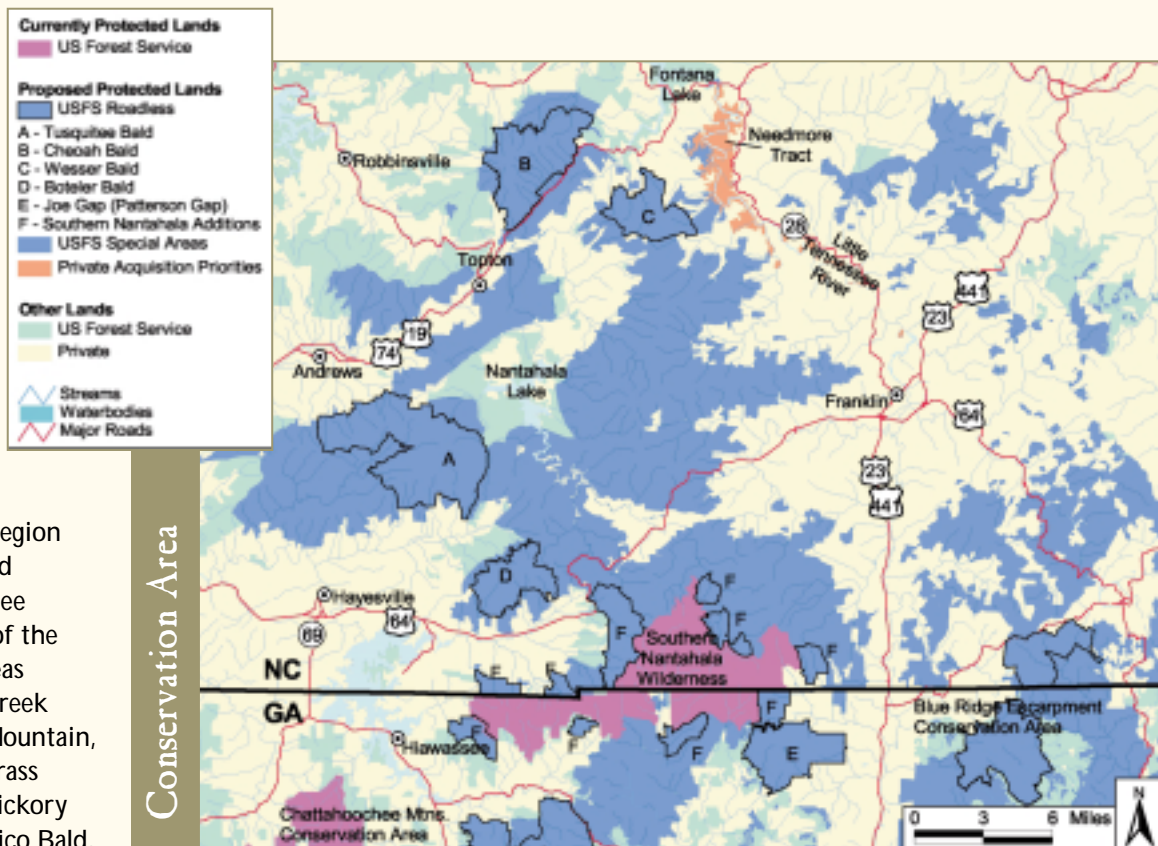 Currently Protected Lands
US Forest Service
Proposed Protected Lands
USFS Roadless
A - Tusquitee Bald
B - Cheoah Bald
C - Wesser Bald
D - Boteler Bald
E - Joe Gap (Patterson Gap)
F - Southern Nantahala Additions
USFS Special Areas
Private Acquisition Priorities
Other Lands
US Forest Service
Private
Streams
Waterbodies
Major Roads
egion
d
ee
of the
eas
reek
Mountain,
rass
ickory
ico Bald
Conservation Area
Fontana
Lake
Needmore
Tract
Robbinsville
B
C
28
Little
Tennessee
River
Topton
441
23
19
74
Andrews
Nantahala
Lake
Franklin
64
A
23
441
D
Hayesville
64
69
F
F
F
Southern
Nantahala
Wilderness
F
F
F
NC
GA
F
F
F
F
E
Hiawassee
Blue Ridge Escarpment
Conservation Area
Chattahoochee Mtns.
Conservation Area
0 3 6 Miles
N